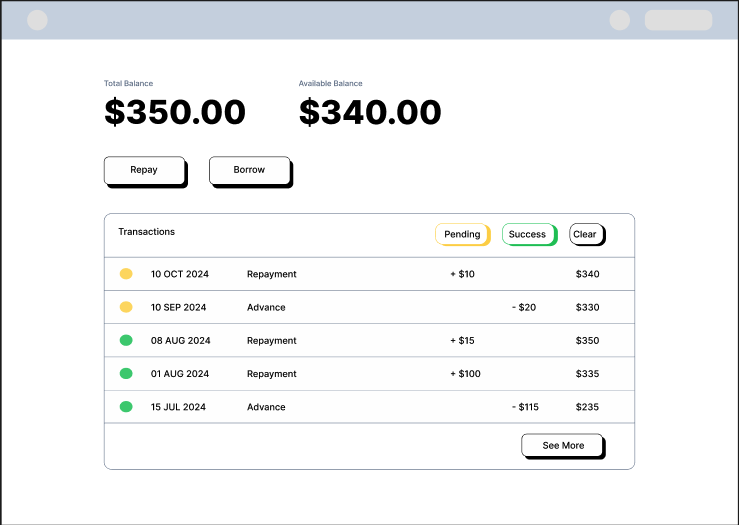 Total Balance
Available Balance
$350.00
$340.00
Repay
Borrow
Transactions
Pending
Success
Clear
10 OCT 2024 Repayment + $10 $340
10 SEP 2024 Advance - $20 $330
08 AUG 2024 Repayment + $15 $350
01 AUG 2024 Repayment + $100 $335
15 JUL 2024 Advance - $115 $235
See More